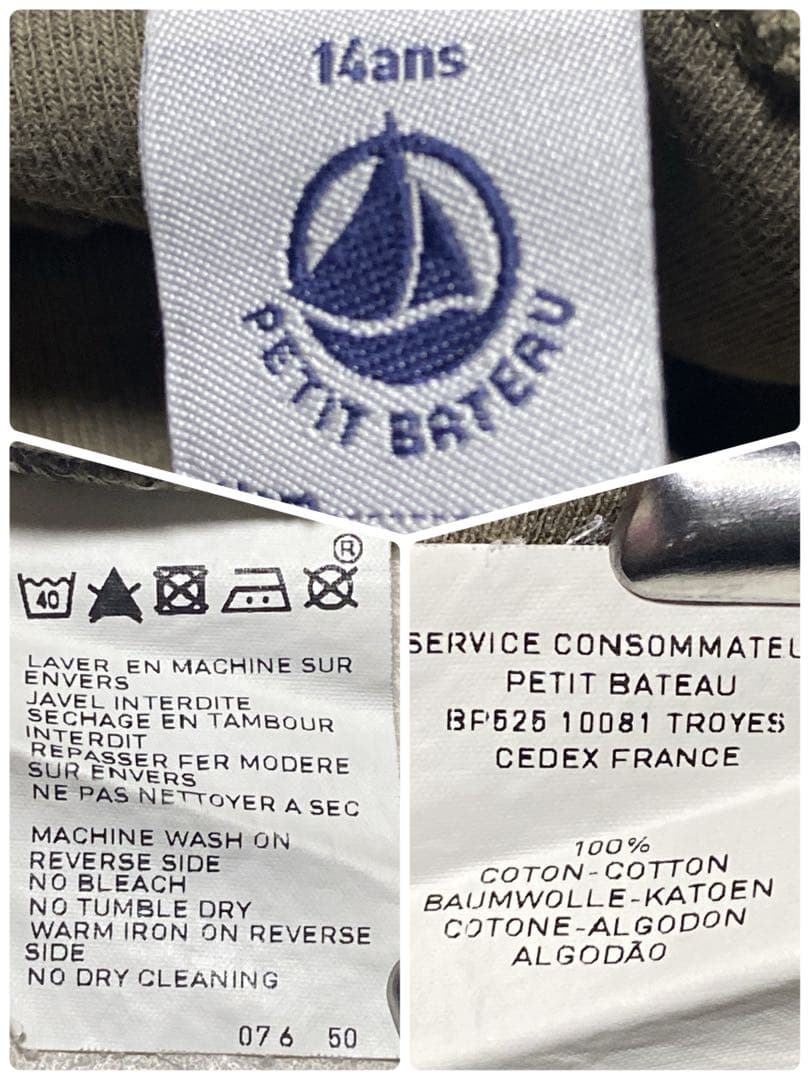 14ans
PETIT BATEAU
®
40
LAVER EN MACHINE SUR
ENVERS
JAVEL INTERDITE
SECHAGE EN TAMBOUR
INTERDIT
REPASSER FER MODERE
SUR ENVERS
NE PAS NETTOYER A SEC
MACHINE WASH ON
REVERSE SIDE
NO BLEACH
NO TUMBLE DRY
WARM IRON ON REVERSE
SIDE
NO DRY CLEANING
076 50
SERVICE CONSOMMATEU
PETIT BATEAU
BP525 10081 TROYES
CEDEX FRANCE
100%
COTON-COTTON
BAUMWOLLE-KATOEN
COTONE-ALGODON
ALGODÃO